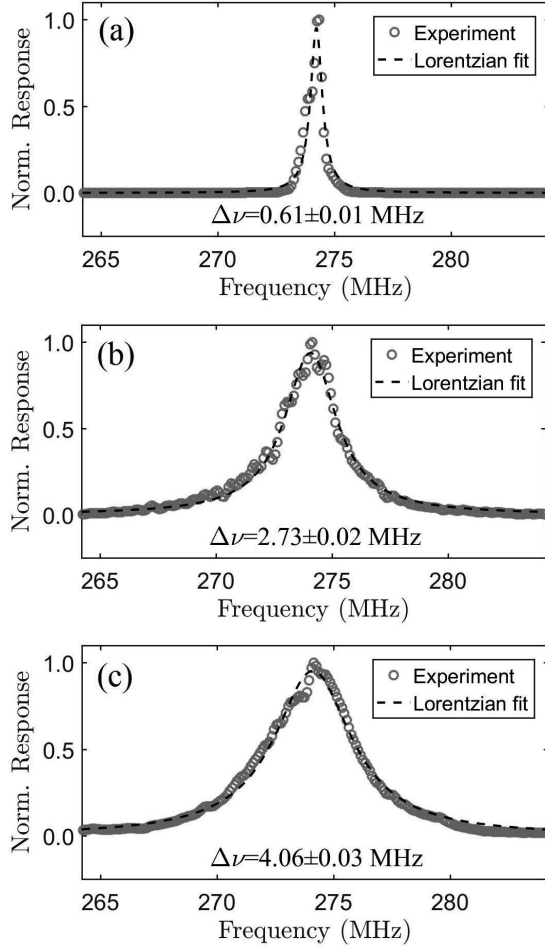 (a)
Experiment
Lorentzian fit
1.0
0.5
0.0
Norm. Response
Δν=0.61±0.01 MHz
265 270 275 280
Frequency (MHz)
(b)
Experiment
Lorentzian fit
1.0
0.5
0.0
Norm. Response
Δν=2.73±0.02 MHz
265 270 275 280
Frequency (MHz)
(c)
Experiment
Lorentzian fit
1.0
0.5
0.0
Norm. Response
Δν=4.06±0.03 MHz
265 270 275 280
Frequency (MHz)